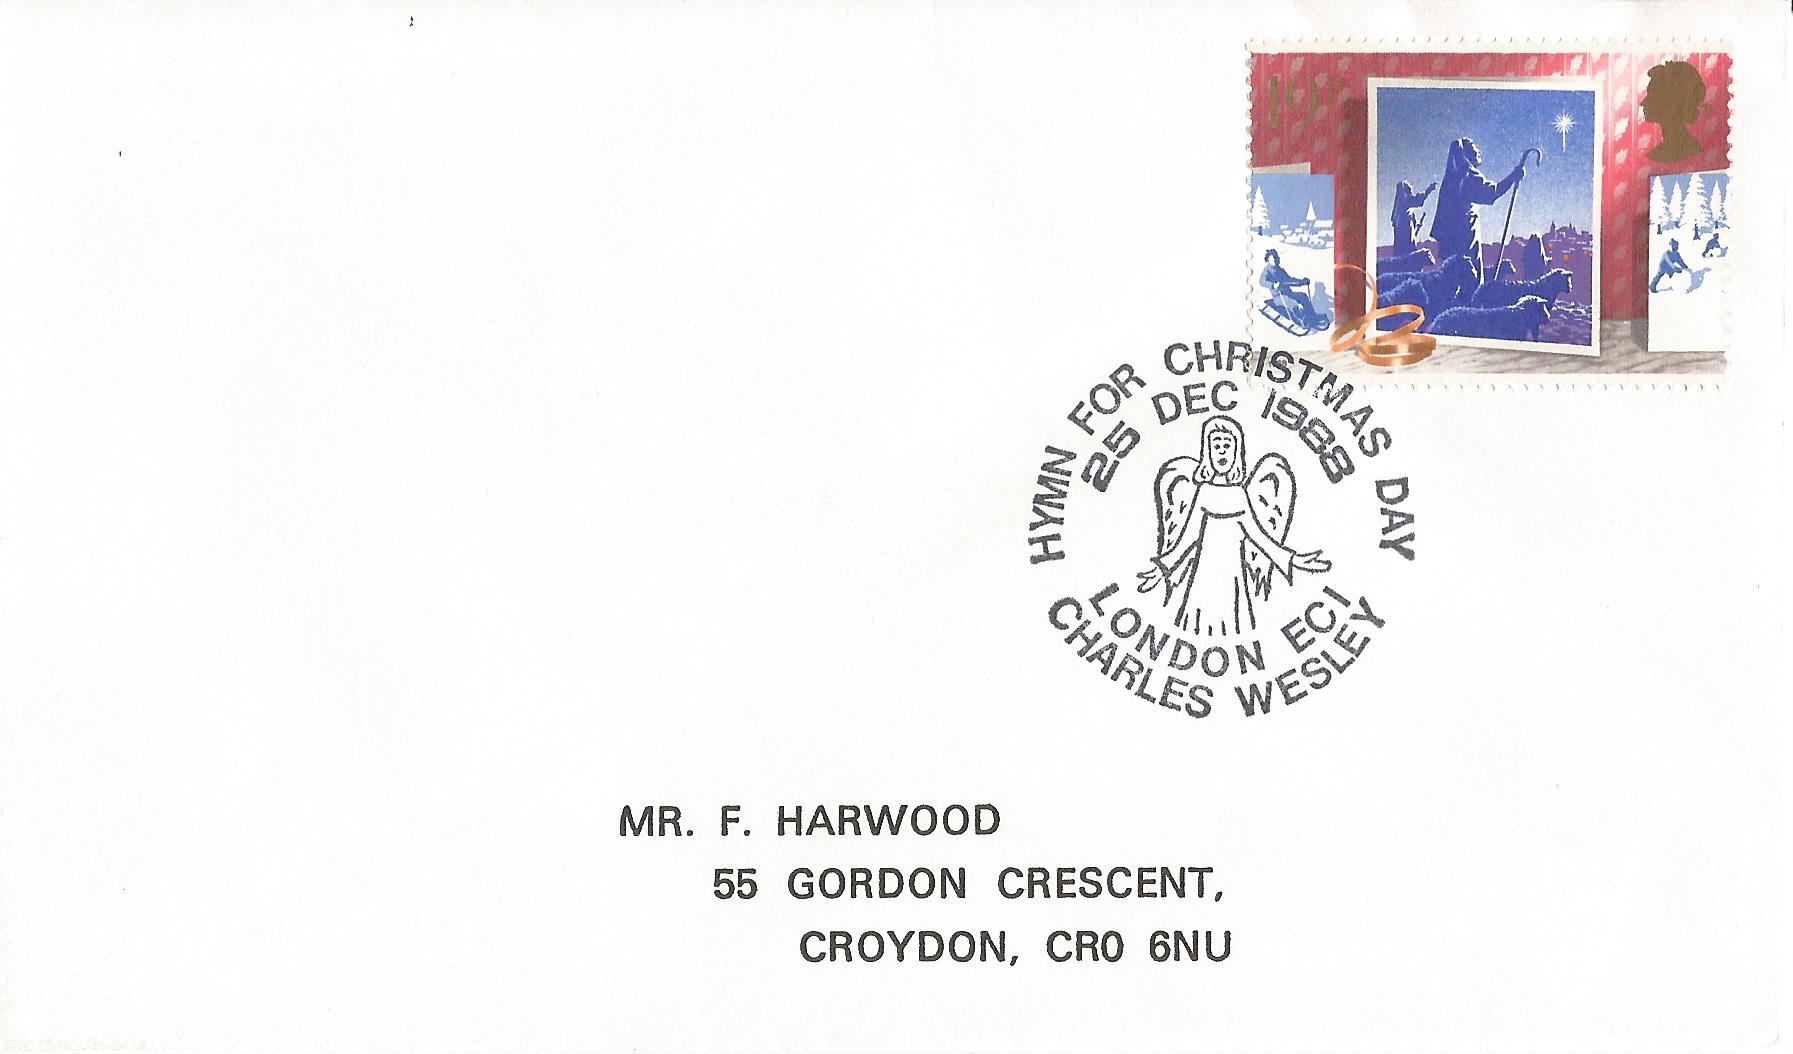 19p
HYMN FOR CHRISTMAS DAY
25 DEC 1988
LONDON EC1
CHARLES WESLEY
MR. F. HARWOOD
55 GORDON CRESCENT,
CROYDON, CR0 6NU